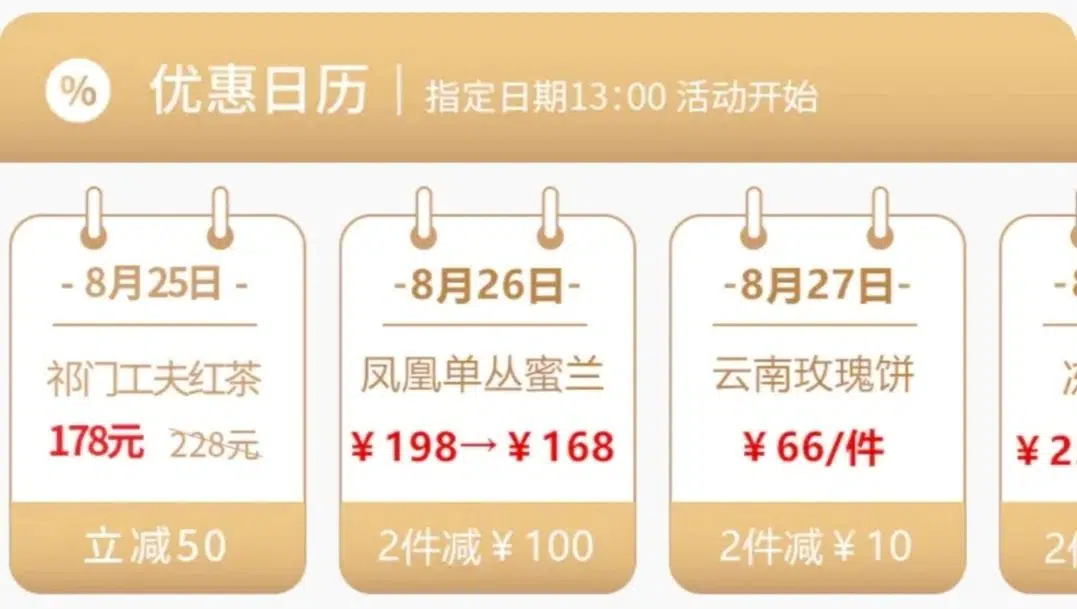 % 优惠日历 | 指定日期13:00 活动开始
- 8月25日 -
祁门工夫红茶
178元 228元
立减50
-8月26日-
凤凰单丛蜜兰
¥198→¥168
2件减¥100
-8月27日-
云南玫瑰饼
¥66/件
2件减¥10